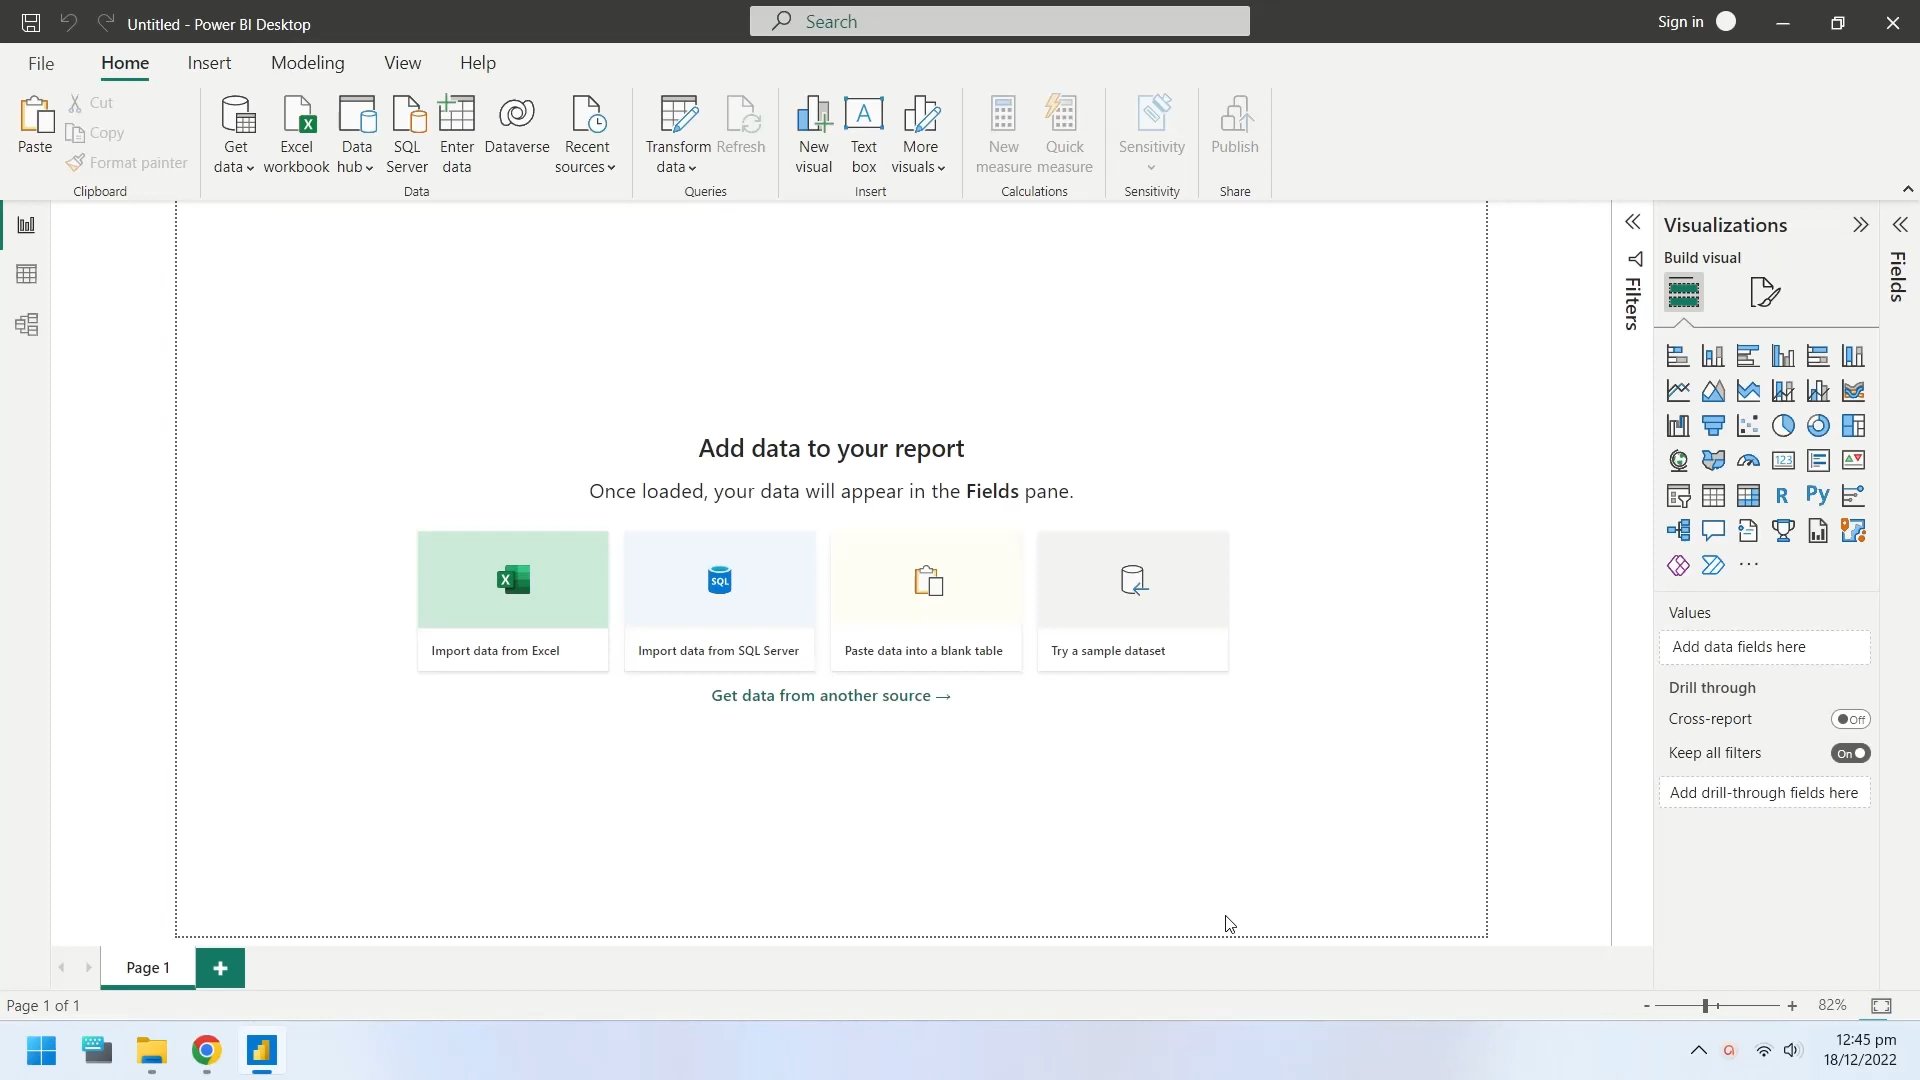 Untitled - Power BI Desktop
Search
Sign in
File
Home
Insert
Modeling
View
Help
Paste
Cut
Copy
Format painter
Clipboard
Get
data
Excel
workbook
Data
hub
SQL
Server
Enter
data
Dataverse
Recent
sources
Data
Transform
data
Refresh
Queries
New
visual
Text
box
More
visuals
Insert
New
measure
Quick
measure
Calculations
Sensitivity
Sensitivity
Publish
Share
Filters
Visualizations
Build visual
Fields
123
R
Py
Values
Add data fields here
Drill through
Cross-report
Off
Keep all filters
On
Add drill-through fields here
Add data to your report
Once loaded, your data will appear in the Fields pane.
SQL
Import data from Excel
Import data from SQL Server
Paste data into a blank table
Try a sample dataset
Get data from another source →
Page 1
Page 1 of 1
- + 82%
12:45 pm
18/12/2022